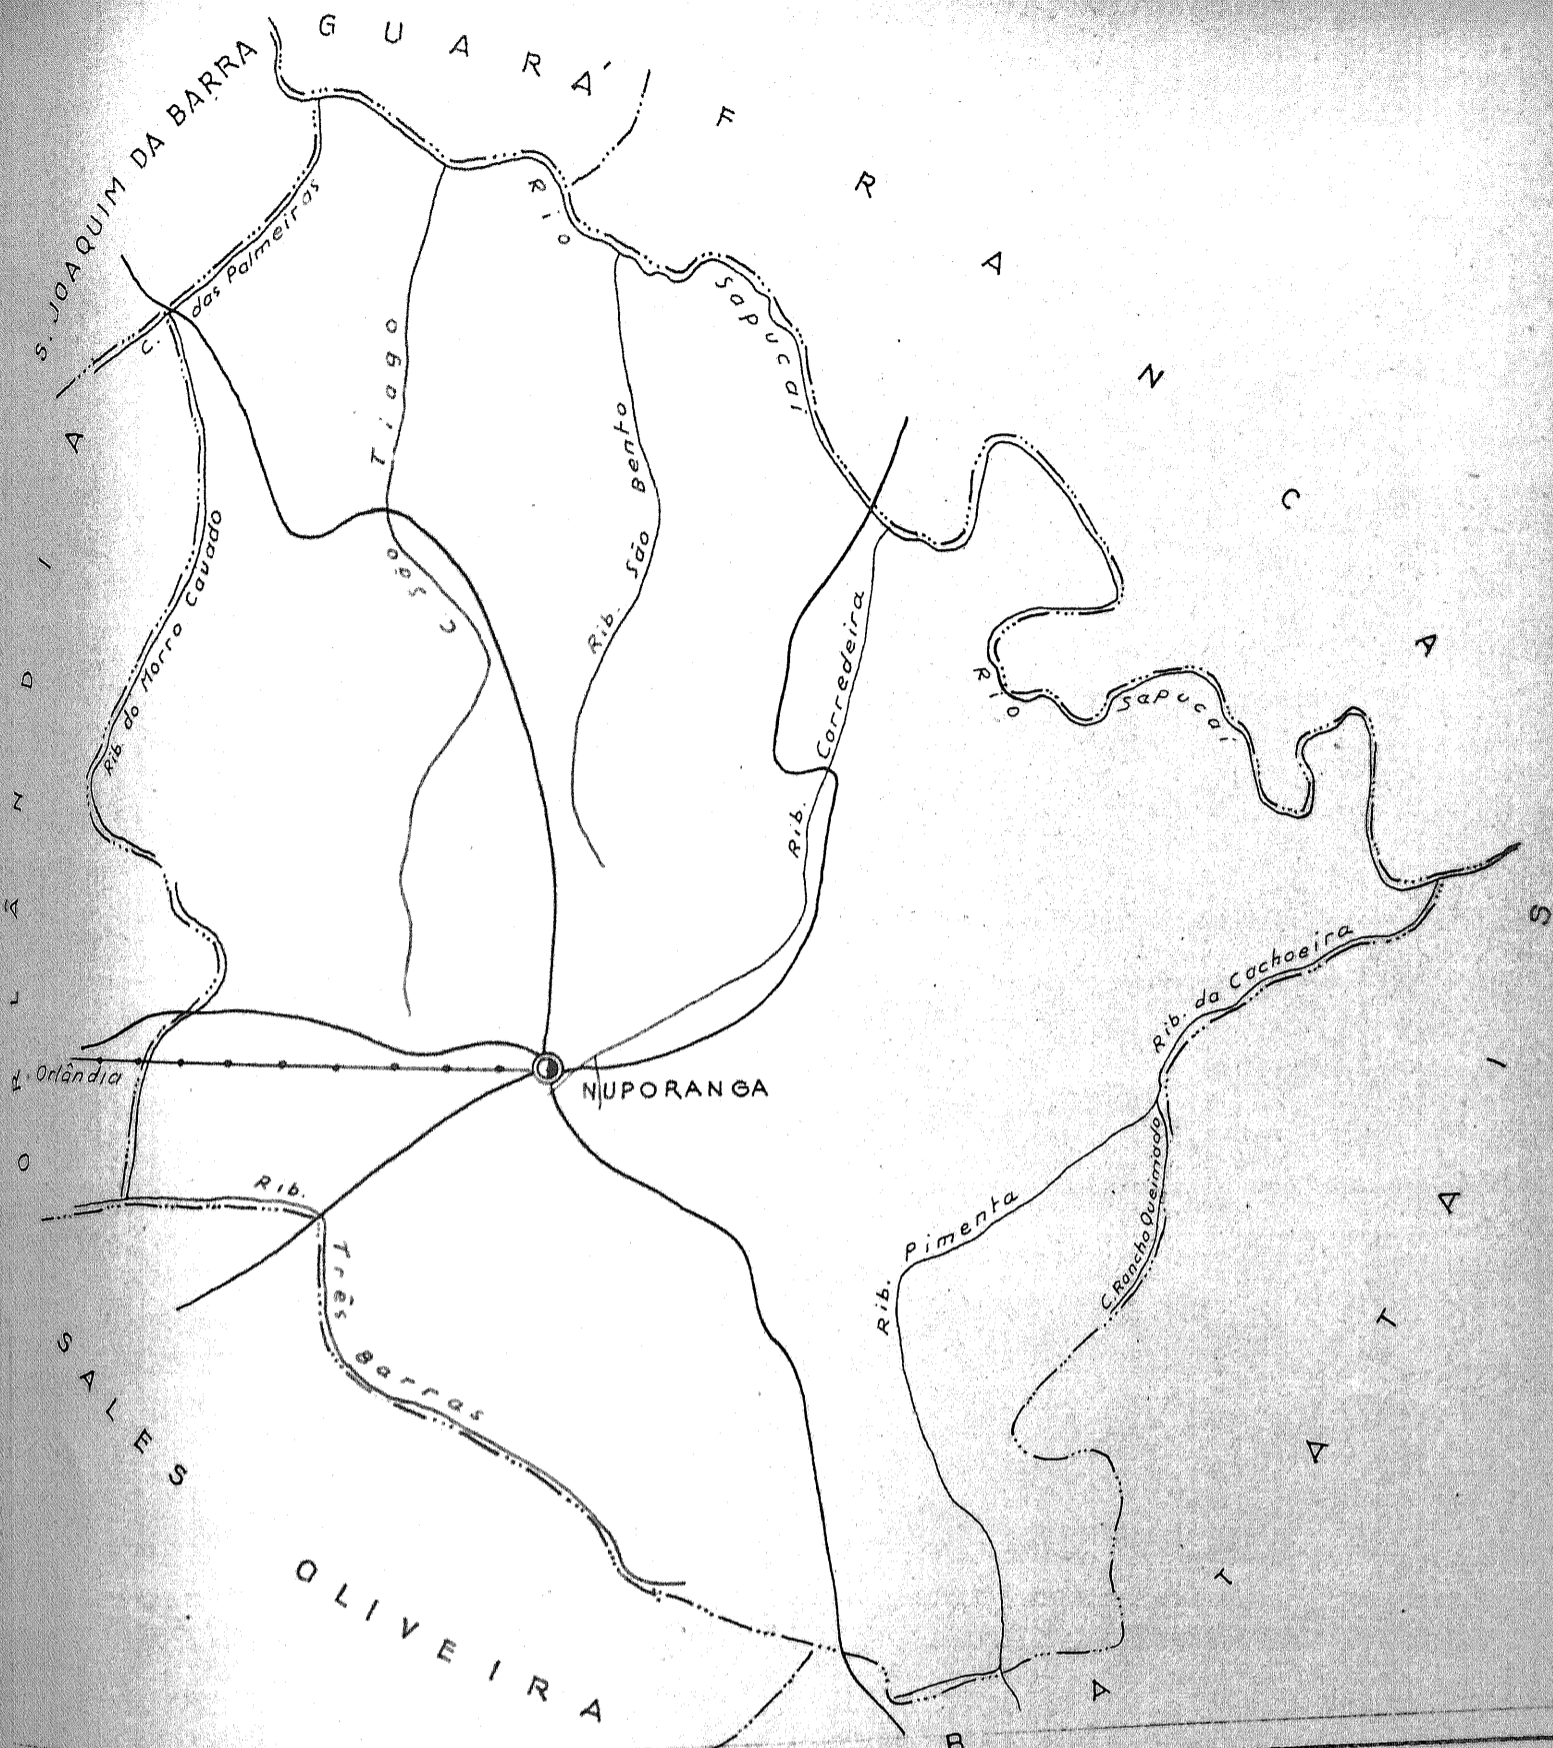 GUARÁ
S. JOAQUIM DA BARRA
FRANCA
C. das Palmeiras
Rio Sapucaí
C. São Tiago
Rib. São Bento
Rib. do Morro Cavado
Rib. Corredeira
Rio Sapucaí
ORLÂNDIA
Rib. da Cachoeira
Orlândia
NUPORANGA
C. Rancho Queimado
Rib. Pimenta
Rib. Três Barras
SALES OLIVEIRA
BATATAIS